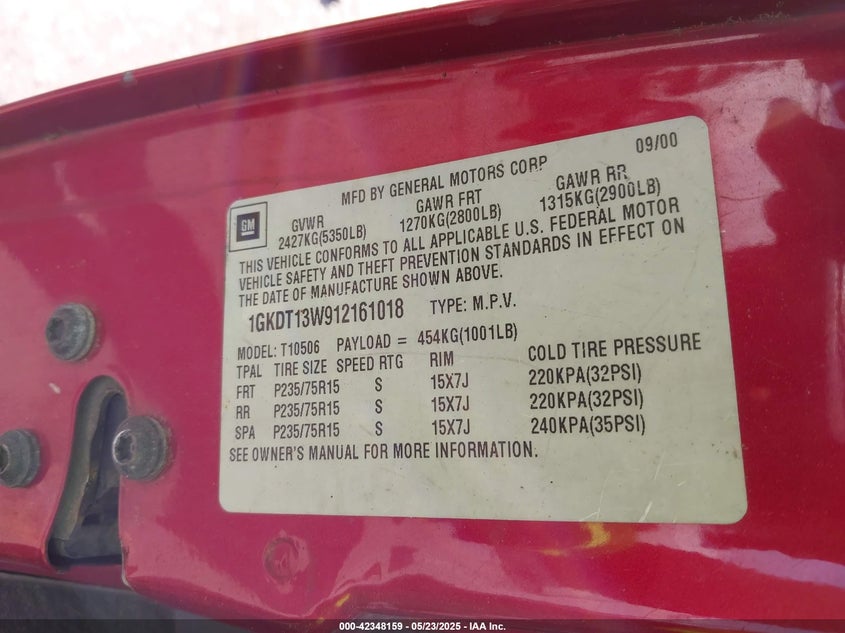 09/00
MFD BY GENERAL MOTORS CORP
GVWR GAWR FRT GAWR RR
2427KG(5350LB) 1270KG(2800LB) 1315KG(2900LB)
GM
THIS VEHICLE CONFORMS TO ALL APPLICABLE U.S. FEDERAL MOTOR
VEHICLE SAFETY AND THEFT PREVENTION STANDARDS IN EFFECT ON
THE DATE OF MANUFACTURE SHOWN ABOVE.
1GKDT13W912161018 TYPE: M.P.V.
MODEL: T10506 PAYLOAD = 454KG(1001LB)
TPAL TIRE SIZE SPEED RTG RIM COLD TIRE PRESSURE
FRT P235/75R15 S 15X7J 220KPA(32PSI)
RR P235/75R15 S 15X7J 220KPA(32PSI)
SPA P235/75R15 S 15X7J 240KPA(35PSI)
SEE OWNER'S MANUAL FOR MORE INFORMATION.
000-42348159 - 05/23/2025 - IAA Inc.